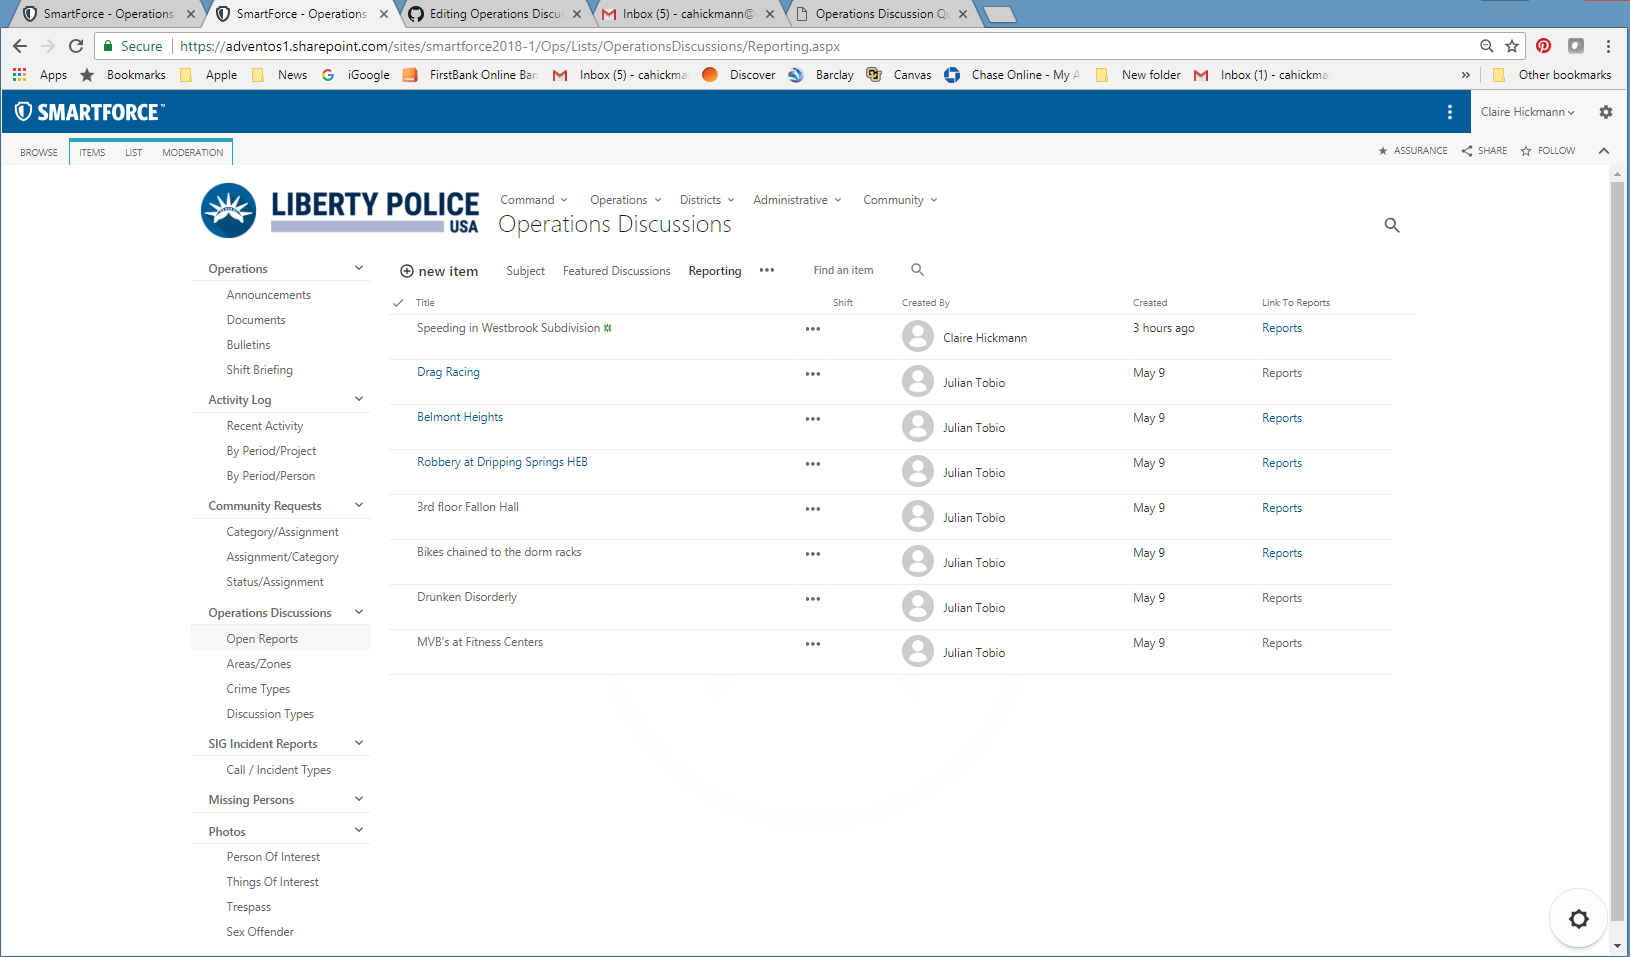 SmartForce - Operations
SmartForce - Operations
Editing Operations Discus
Inbox (5) - cahickmann@
Operations Discussion Qu
Secure
https://adventos1.sharepoint.com/sites/smartforce2018-1/Ops/Lists/OperationsDiscussions/Reporting.aspx
Apps Bookmarks Apple News iGoogle FirstBank Online Ban Inbox (5) - cahickma Discover Barclay Canvas Chase Online - My A New folder Inbox (1) - cahickma » Other bookmarks
SMARTFORCE™
Claire Hickmann
BROWSE ITEMS LIST MODERATION
ASSURANCE SHARE FOLLOW
LIBERTY POLICE
USA
Command Operations Districts Administrative Community
Operations Discussions
Operations
Announcements
Documents
Bulletins
Shift Briefing
Activity Log
Recent Activity
By Period/Project
By Period/Person
Community Requests
Category/Assignment
Assignment/Category
Status/Assignment
Operations Discussions
Open Reports
Areas/Zones
Crime Types
Discussion Types
SIG Incident Reports
Call / Incident Types
Missing Persons
Photos
Person Of Interest
Things Of Interest
Trespass
Sex Offender
new item Subject Featured Discussions Reporting ••• Find an item
Title Shift Created By Created Link To Reports
Speeding in Westbrook Subdivision ••• Claire Hickmann 3 hours ago Reports
Drag Racing ••• Julian Tobio May 9 Reports
Belmont Heights ••• Julian Tobio May 9 Reports
Robbery at Dripping Springs HEB ••• Julian Tobio May 9 Reports
3rd floor Fallon Hall ••• Julian Tobio May 9 Reports
Bikes chained to the dorm racks ••• Julian Tobio May 9 Reports
Drunken Disorderly ••• Julian Tobio May 9 Reports
MVB's at Fitness Centers ••• Julian Tobio May 9 Reports